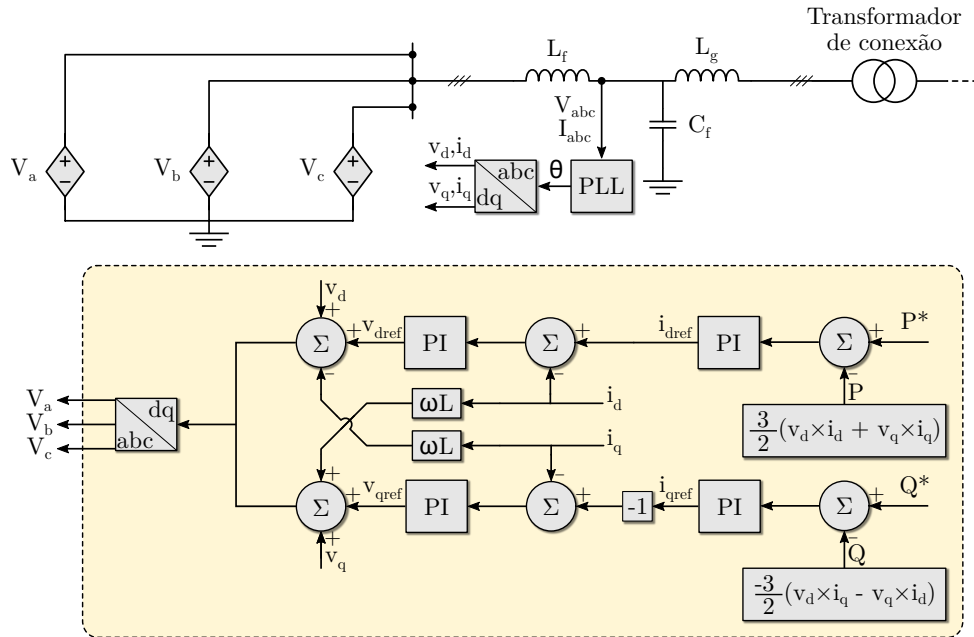 Transformador
de conexão
L_f
L_g
V_abc
I_abc
C_f
V_a
V_b
V_c
+
−
+
−
+
−
v_d,i_d
v_q,i_q
abc
dq
θ
PLL
v_d
+
Σ
+
−
v_dref
PI
Σ
+
−
i_dref
PI
Σ
+
−
P*
P
3/2(v_d×i_d + v_q×i_q)
ωL
i_d
ωL
i_q
V_a
V_b
V_c
dq
abc
+
Σ
+
+
v_q
v_qref
PI
−
Σ
+
-1
i_qref
PI
Σ
+
−
Q*
Q
-3/2(v_d×i_q - v_q×i_d)